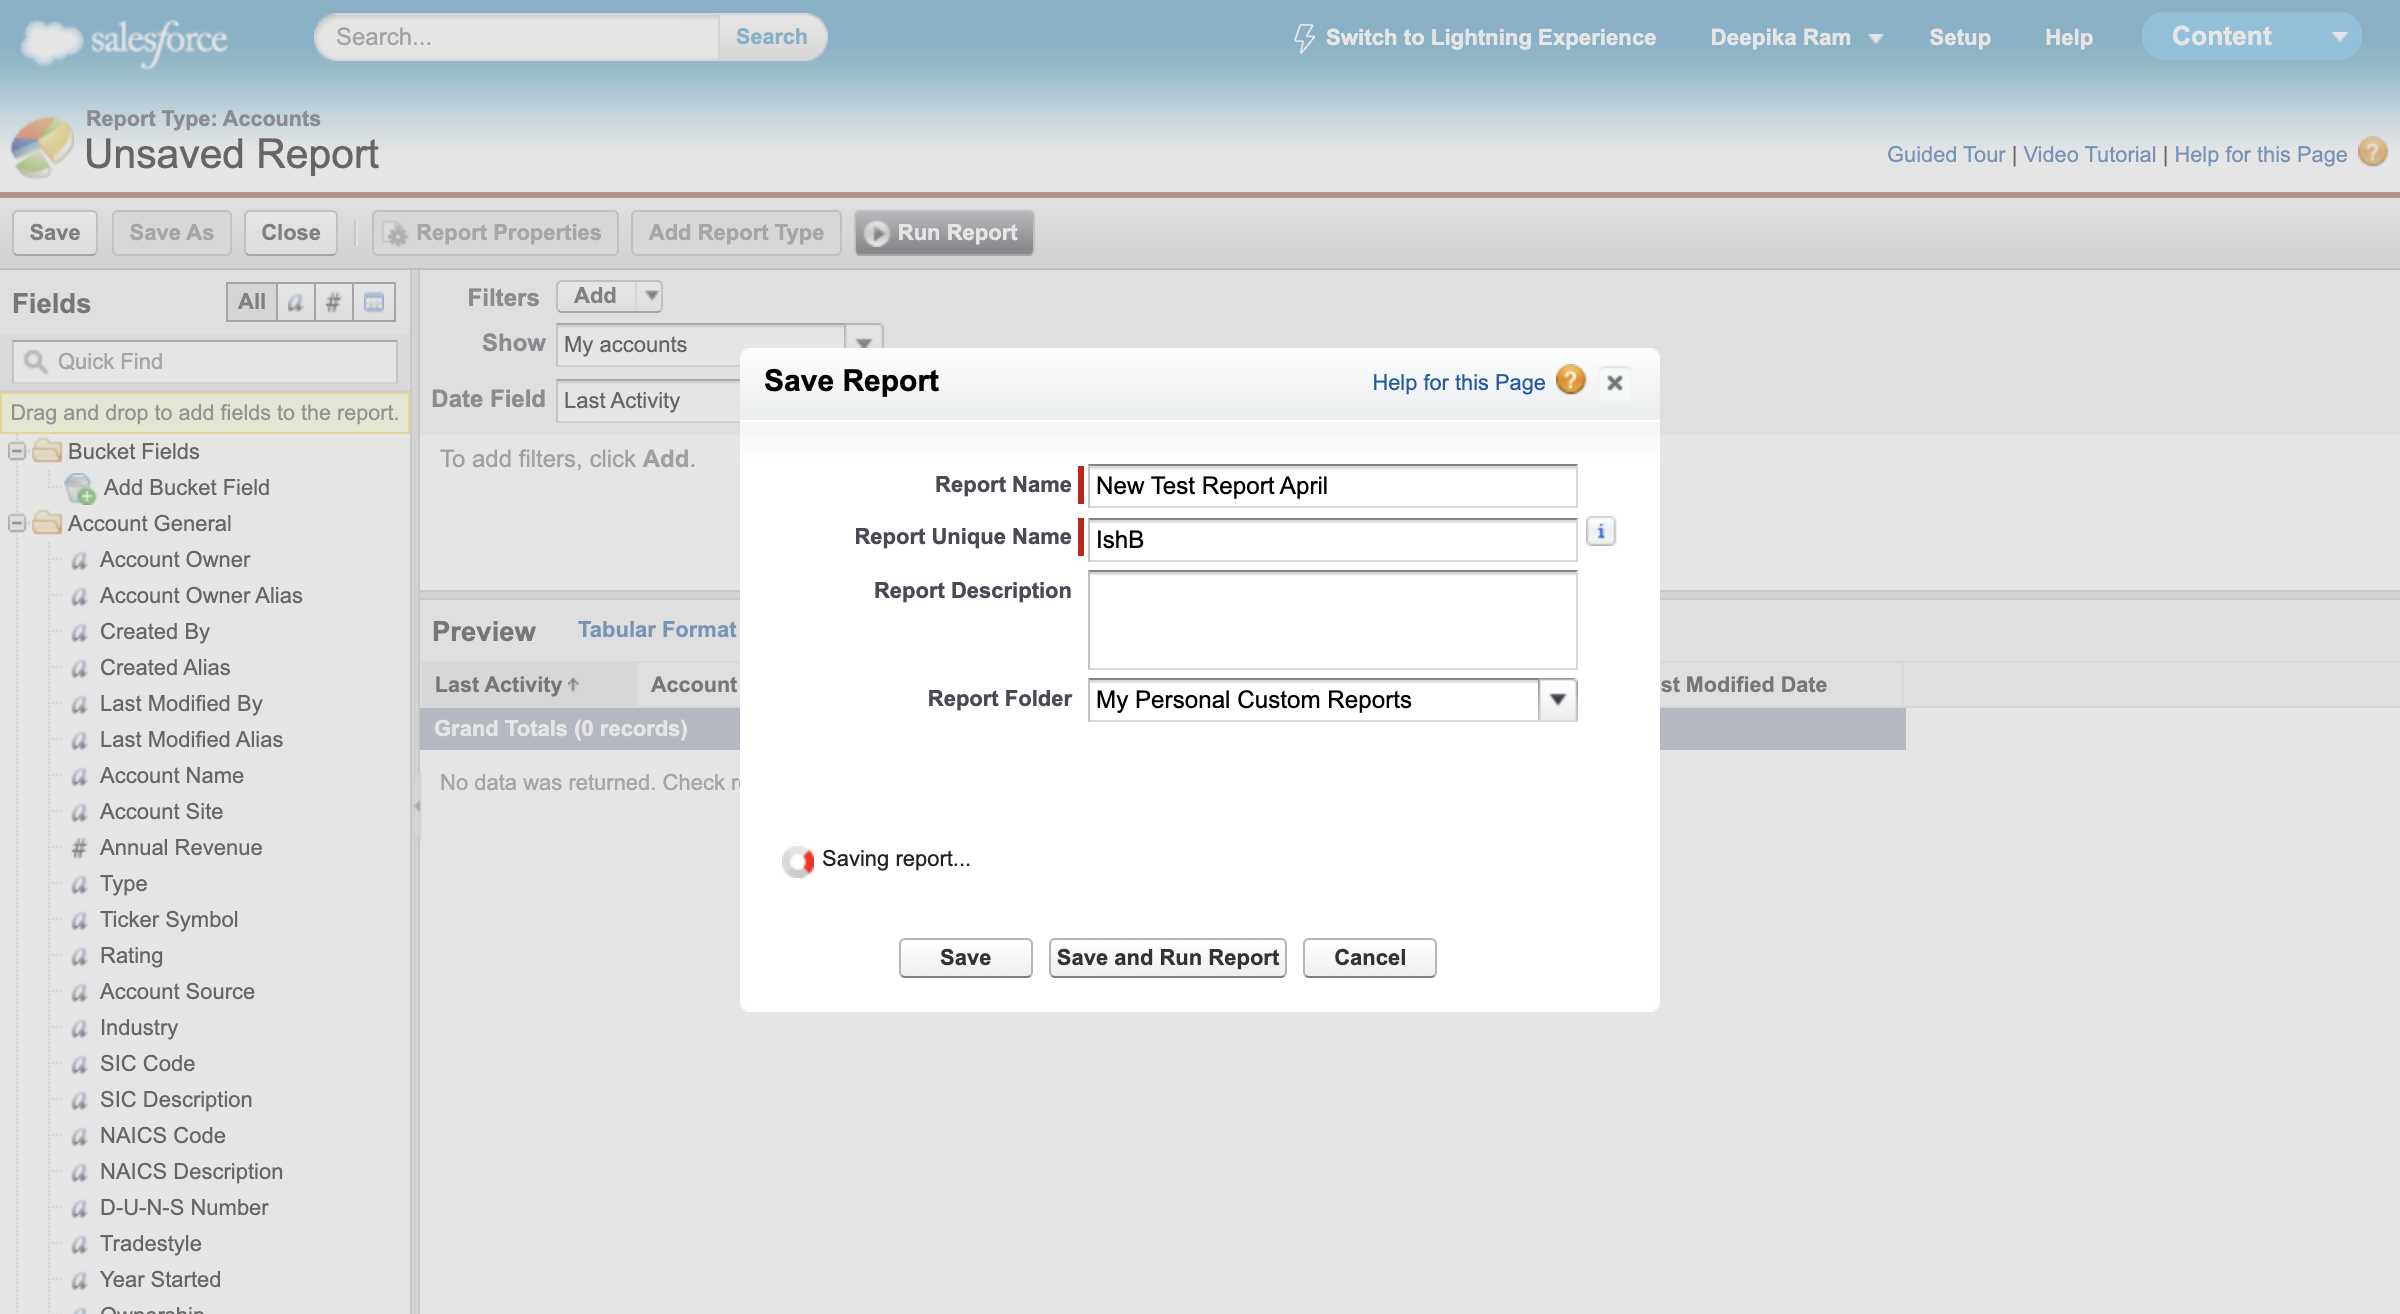 salesforce
Search...
Search
Switch to Lightning Experience
Deepika Ram
Setup
Help
Content
Report Type: Accounts
Unsaved Report
Guided Tour | Video Tutorial | Help for this Page ?
Save
Save As
Close
Report Properties
Add Report Type
Run Report
Fields
All
a
#
Quick Find
Drag and drop to add fields to the report.
Bucket Fields
Add Bucket Field
Account General
a Account Owner
a Account Owner Alias
a Created By
a Created Alias
a Last Modified By
a Last Modified Alias
a Account Name
a Account Site
# Annual Revenue
a Type
a Ticker Symbol
a Rating
a Account Source
a Industry
a SIC Code
a SIC Description
a NAICS Code
a NAICS Description
a D-U-N-S Number
a Tradestyle
a Year Started
Filters
Add
Show
My accounts
Date Field
Last Activity
To add filters, click Add.
Preview
Tabular Format
Last Activity ↑
Account
st Modified Date
Grand Totals (0 records)
No data was returned. Check r
Save Report
Help for this Page ?
Report Name
New Test Report April
Report Unique Name
IshB
i
Report Description
Report Folder
My Personal Custom Reports
Saving report...
Save
Save and Run Report
Cancel